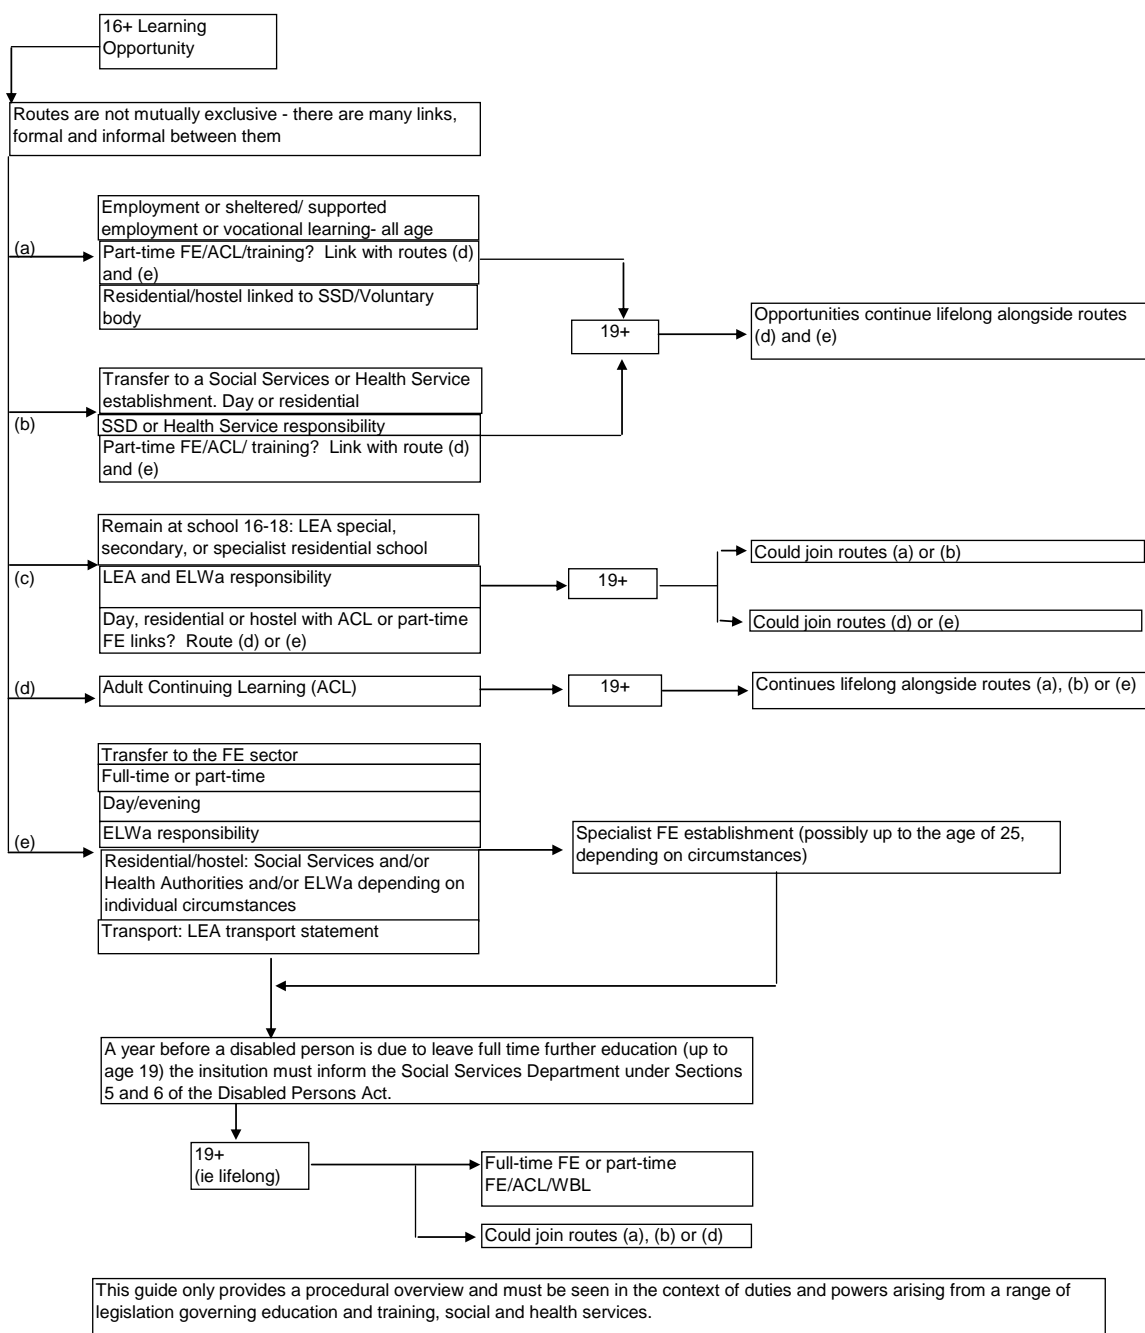 16+ Learning
Opportunity
Routes are not mutually exclusive - there are many links,
formal and informal between them
(a)
Employment or sheltered/ supported
employment or vocational learning- all age
Part-time FE/ACL/training? Link with routes (d)
and (e)
Residential/hostel linked to SSD/Voluntary
body
19+
Opportunities continue lifelong alongside routes
(d) and (e)
(b)
Transfer to a Social Services or Health Service
establishment. Day or residential
SSD or Health Service responsibility
Part-time FE/ACL/ training? Link with route (d)
and (e)
(c)
Remain at school 16-18: LEA special,
secondary, or specialist residential school
LEA and ELWa responsibility
Day, residential or hostel with ACL or part-time
FE links? Route (d) or (e)
19+
Could join routes (a) or (b)
Could join routes (d) or (e)
(d)
Adult Continuing Learning (ACL)
19+
Continues lifelong alongside routes (a), (b) or (e)
(e)
Transfer to the FE sector
Full-time or part-time
Day/evening
ELWa responsibility
Residential/hostel: Social Services and/or
Health Authorities and/or ELWa depending on
individual circumstances
Transport: LEA transport statement
Specialist FE establishment (possibly up to the age of 25,
depending on circumstances)
A year before a disabled person is due to leave full time further education (up to
age 19) the insitution must inform the Social Services Department under Sections
5 and 6 of the Disabled Persons Act.
19+
(ie lifelong)
Full-time FE or part-time
FE/ACL/WBL
Could join routes (a), (b) or (d)
This guide only provides a procedural overview and must be seen in the context of duties and powers arising from a range of
legislation governing education and training, social and health services.